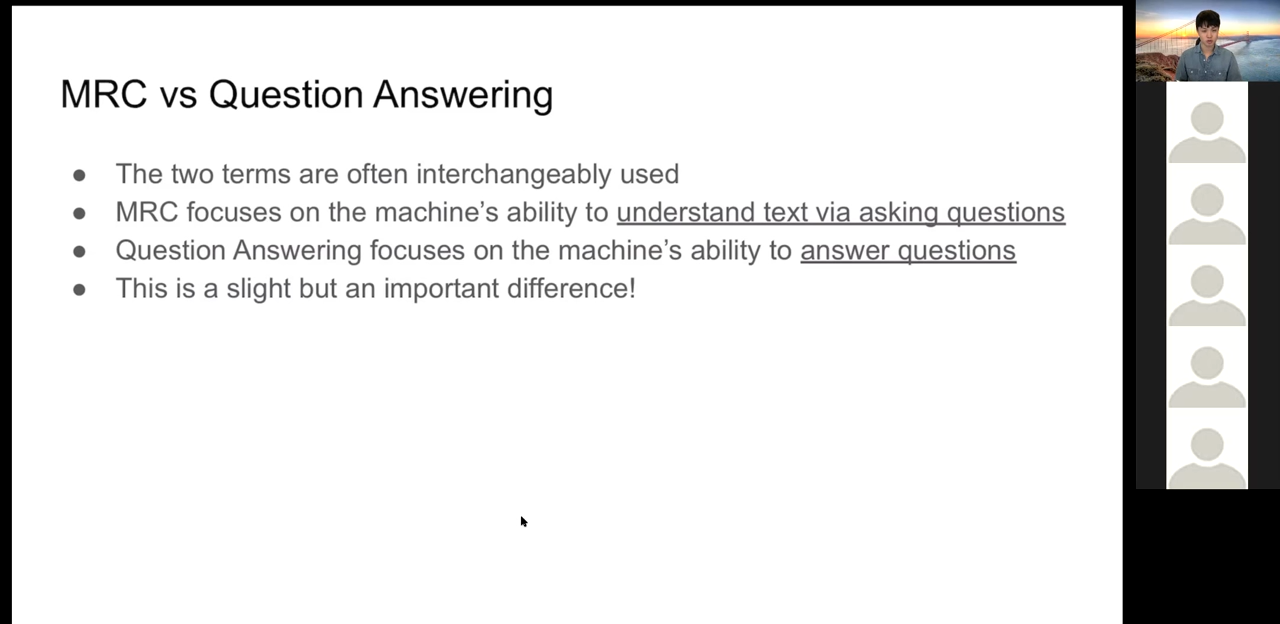 MRC vs Question Answering
● The two terms are often interchangeably used
● MRC focuses on the machine’s ability to understand text via asking questions
● Question Answering focuses on the machine’s ability to answer questions
● This is a slight but an important difference!